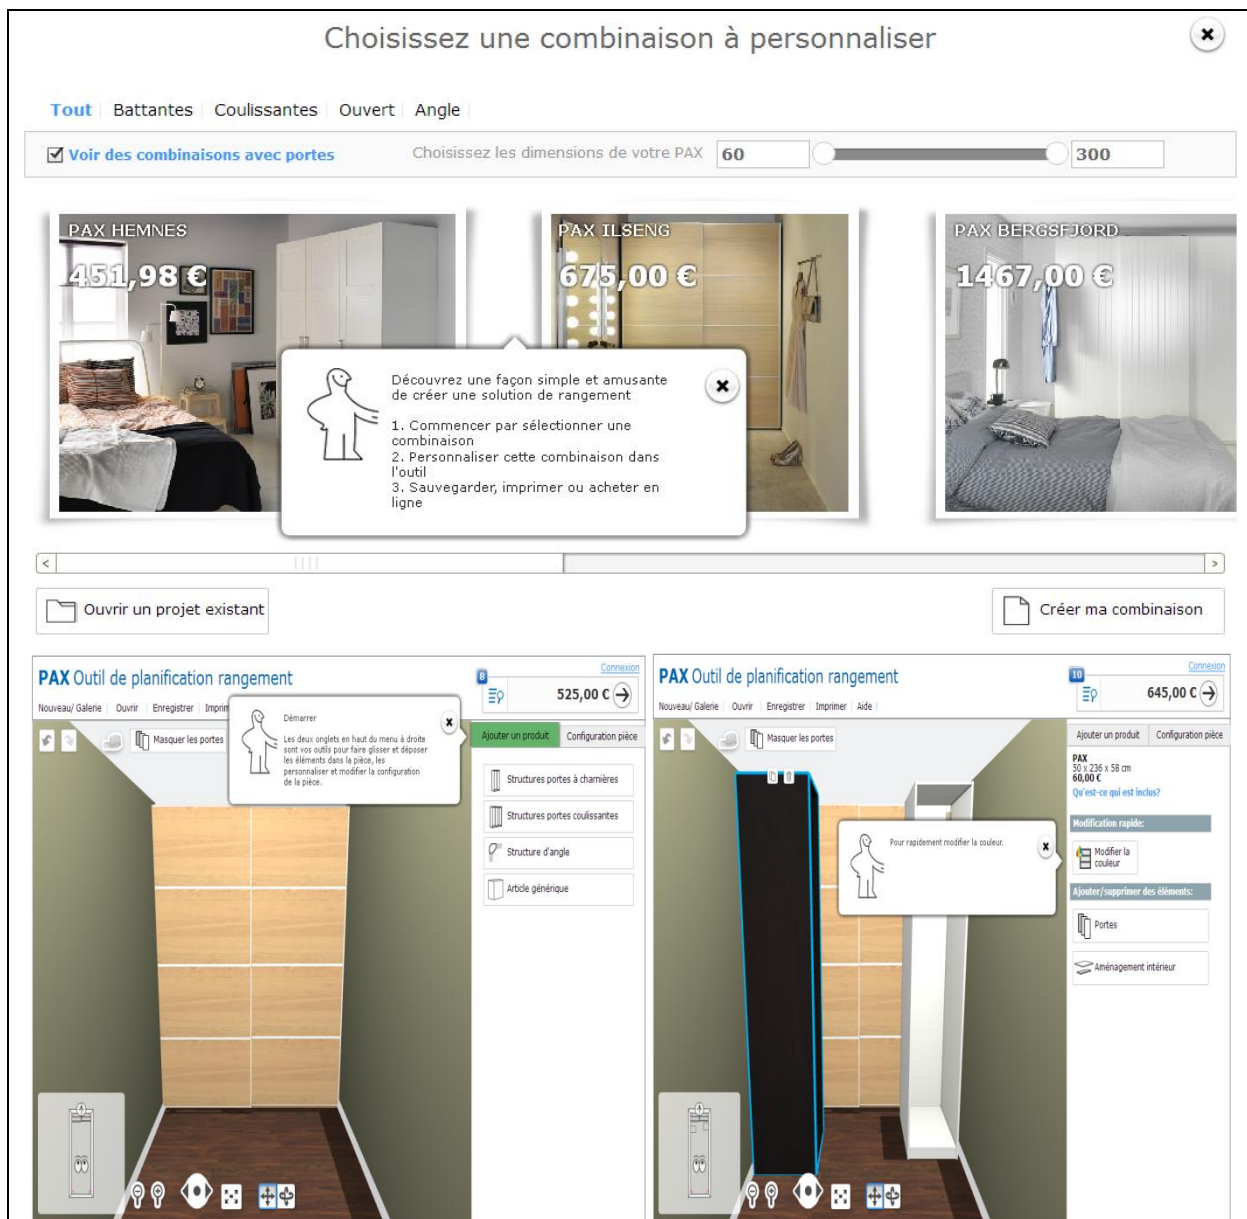 Choisissez une combinaison à personnaliser
Tout Battantes Coulissantes Ouvert Angle
Voir des combinaisons avec portes Choisissez les dimensions de votre PAX 60 300
PAX HEMNES
451,98 €
PAX ILSENG
675,00 €
PAX BERGSFJORD
1467,00 €
Découvrez une façon simple et amusante
de créer une solution de rangement
1. Commencer par sélectionner une
combinaison
2. Personnaliser cette combinaison dans
l'outil
3. Sauvegarder, imprimer ou acheter en
ligne
Ouvrir un projet existant
Créer ma combinaison
PAX Outil de planification rangement
Connexion
8
525,00 €
Nouveau/ Galerie Ouvrir Enregistrer
Masquer les portes
Démarrer
Les deux onglets en haut du menu à droite
sont vos outils pour faire glisser et déposer
les éléments dans la pièce, les
personnaliser et modifier la configuration
de la pièce.
Ajouter un produit Configuration pièce
Structures portes à charnières
Structures portes coulissantes
Structure d'angle
Article générique
PAX Outil de planification rangement
Connexion
10
645,00 €
Nouveau/ Galerie Ouvrir Enregistrer Imprimer Aide
Masquer les portes
Ajouter un produit Configuration pièce
PAX
50 x 236 x 58 cm
60,00 €
Qu'est-ce qui est inclus?
Modification rapide:
Modifier la
couleur
Pour rapidement modifier la couleur.
Ajouter/supprimer des éléments:
Portes
Aménagement intérieur